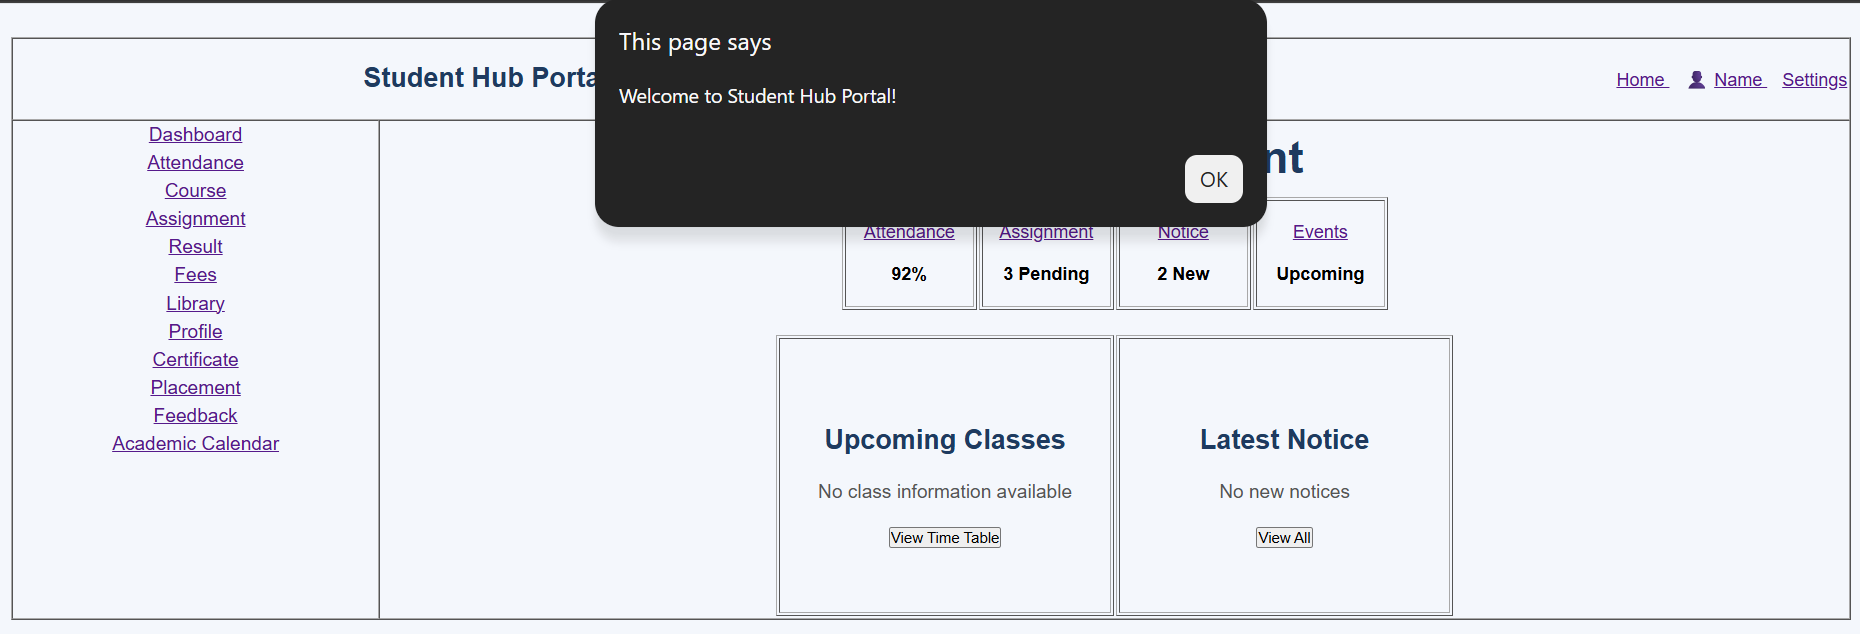 This page says
Welcome to Student Hub Portal!
OK
Student Hub
Home Name Settings
Dashboard
Attendance
Course
Assignment
Result
Fees
Library
Profile
Certificate
Placement
Feedback
Academic Calendar
Attendance Assignment Notice Events
92% 3 Pending 2 New Upcoming
Upcoming Classes
No class information available
View Time Table
Latest Notice
No new notices
View All